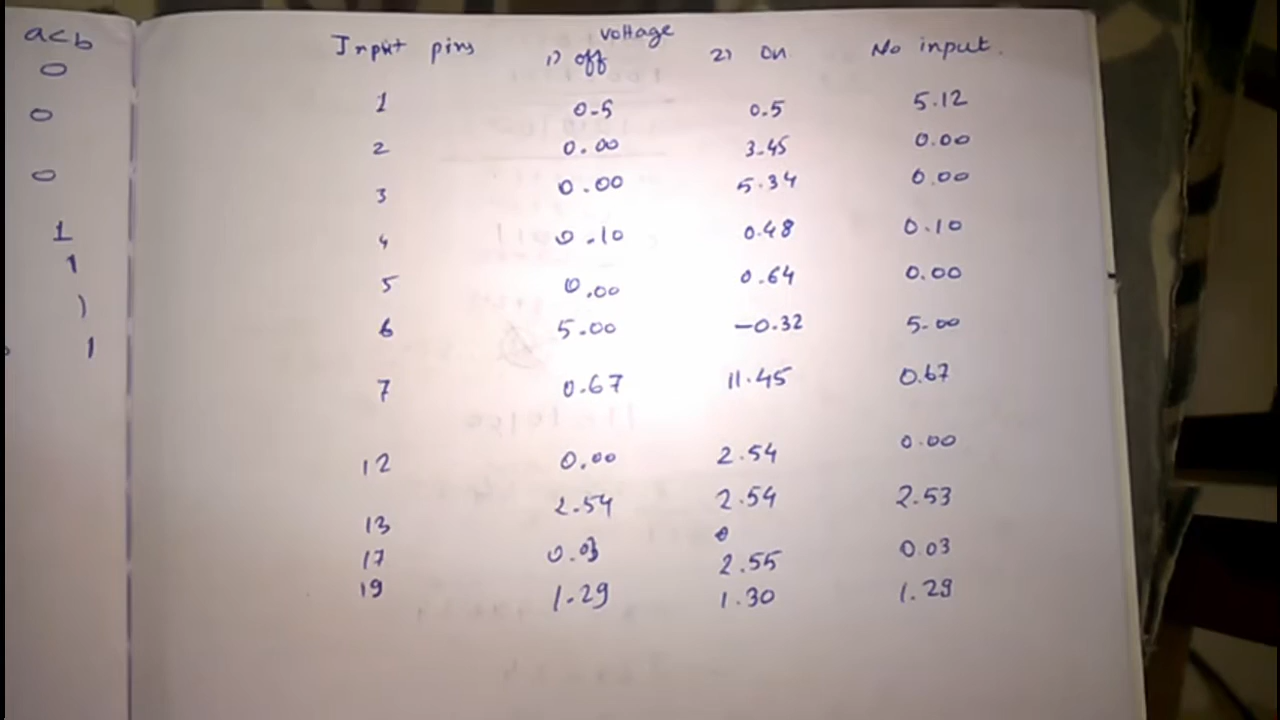 a<b
0
0
0
1
1
)
1
voltage
Input pins 1) off 2) on No input.
1 0.5 0.5 5.12
2 0.00 3.45 0.00
3 0.00 5.34 0.00
4 0.10 0.48 0.10
5 0.00 0.64 0.00
6 5.00 -0.32 5.00
7 0.67 11.45 0.67
12 0.00 2.54 0.00
13 2.54 2.54 2.53
17 0.03 2.55 0.03
19 1.29 1.30 1.29